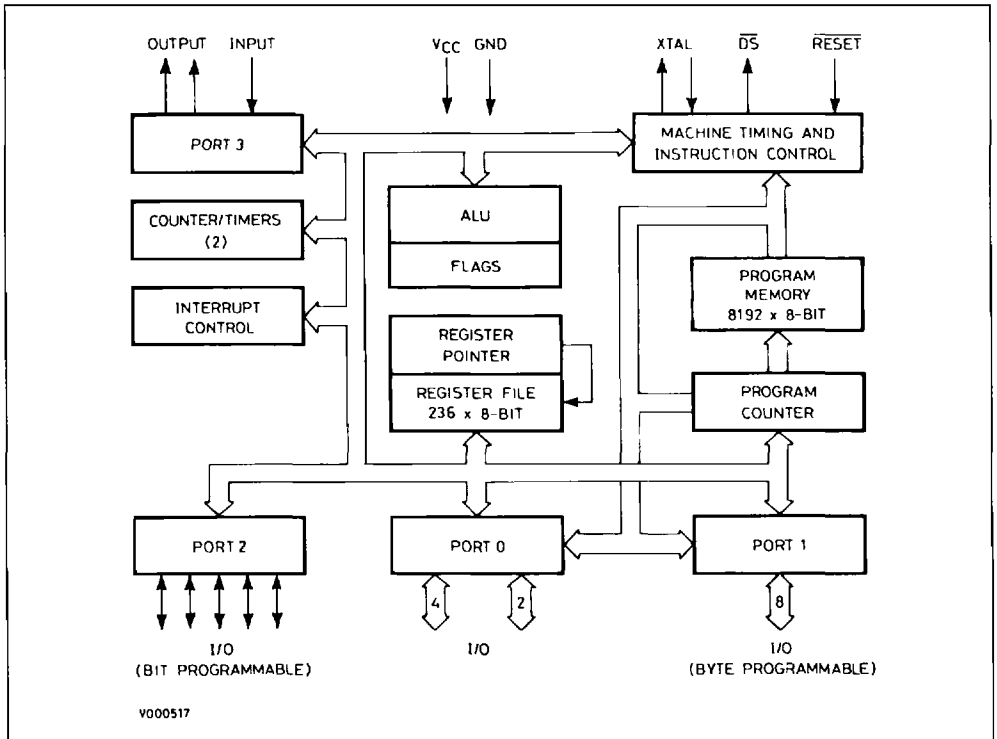 OUTPUT INPUT VCC GND XTAL DS RESET
PORT 3
MACHINE TIMING AND
INSTRUCTION CONTROL
COUNTER/TIMERS
(2)
ALU
FLAGS
INTERRUPT
CONTROL
PROGRAM
MEMORY
8192 x 8-BIT
REGISTER
POINTER
REGISTER FILE
236 x 8-BIT
PROGRAM
COUNTER
PORT 2
PORT 0
PORT 1
4
2
8
I/O
(BIT PROGRAMMABLE)
I/O
I/O
(BYTE PROGRAMMABLE)
V000517